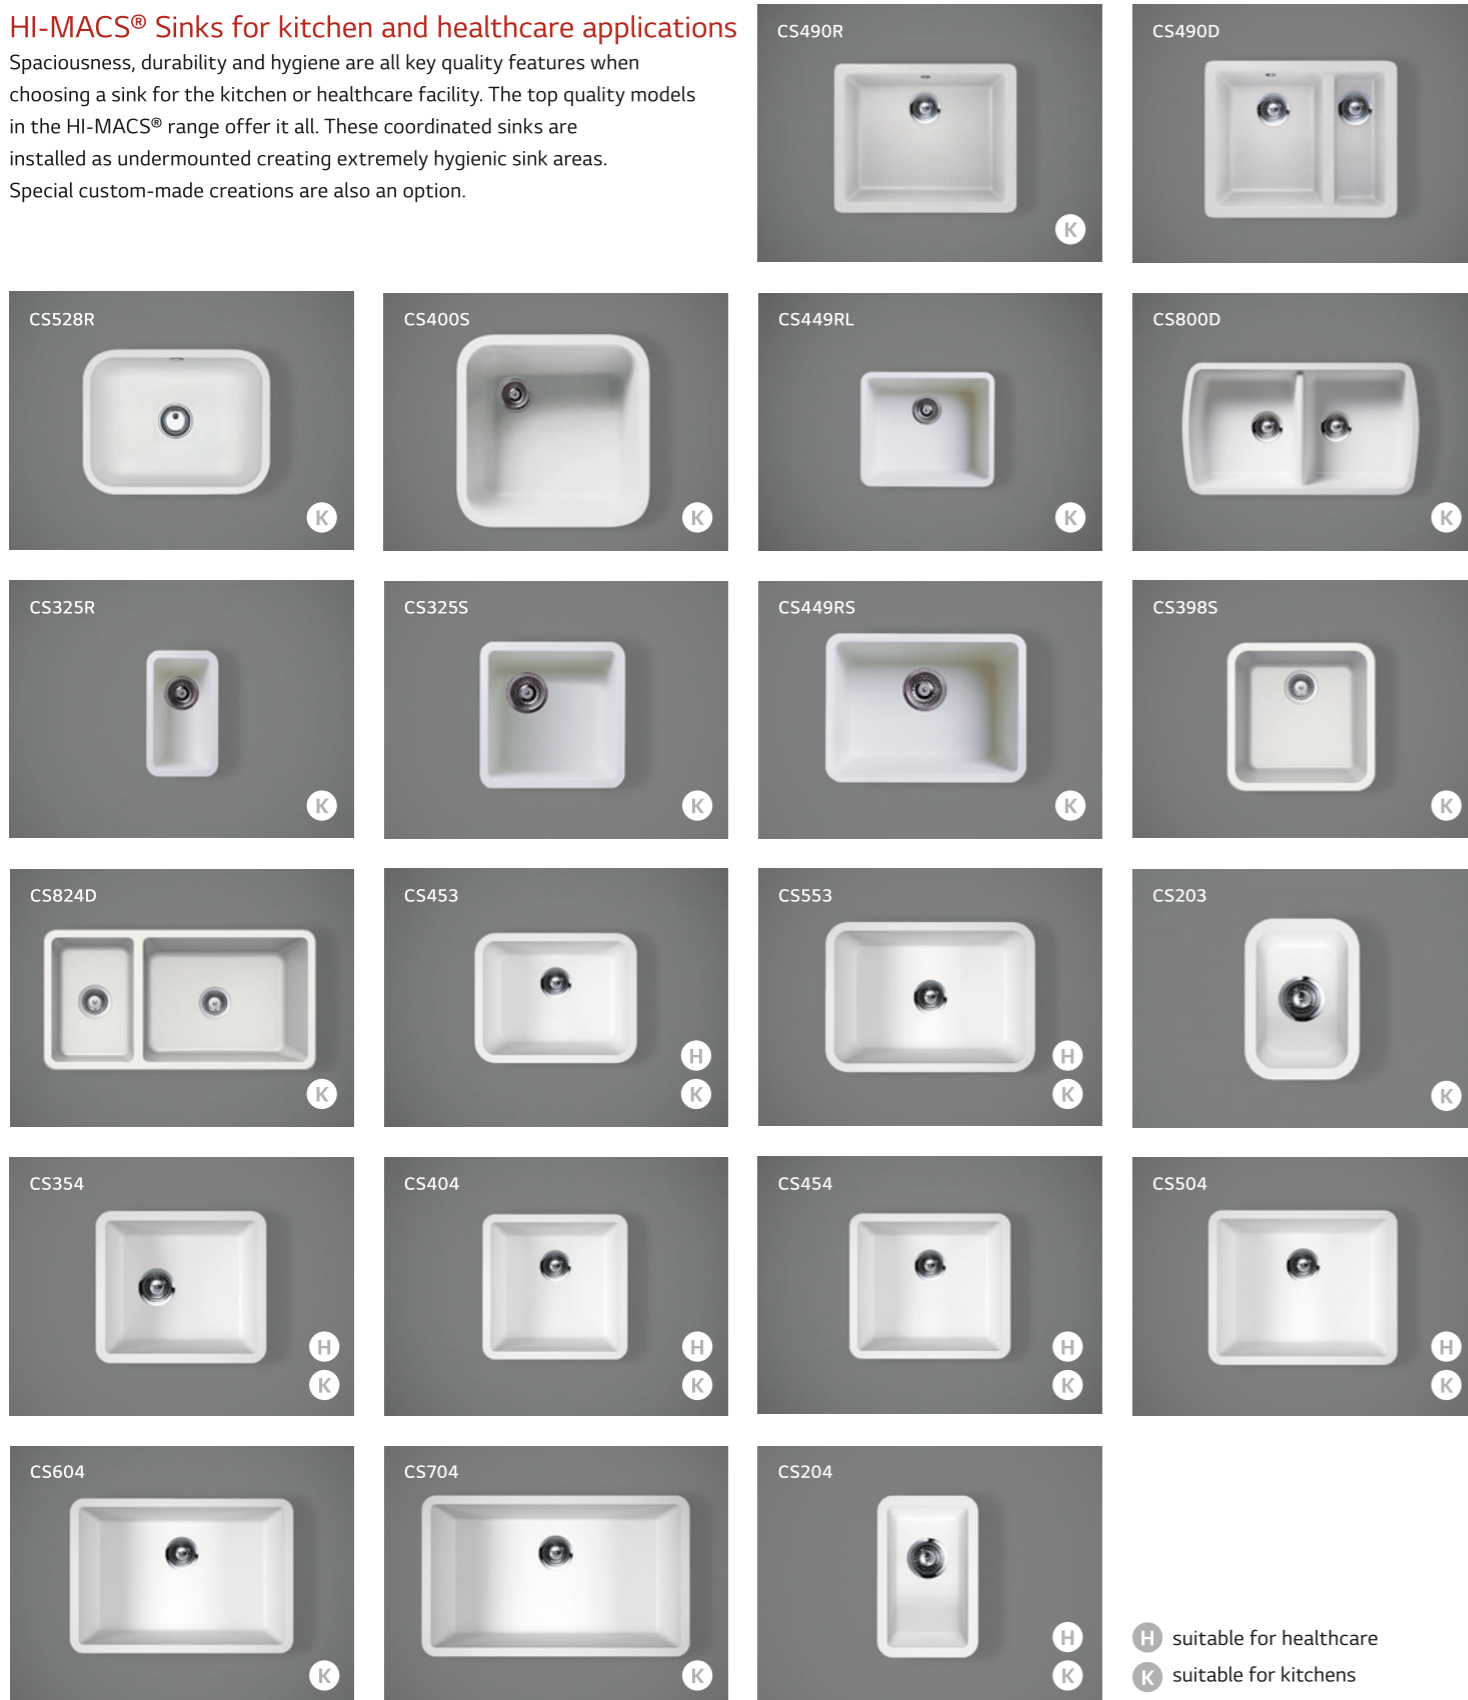 HI-MACS® Sinks for kitchen and healthcare applications
Spaciousness, durability and hygiene are all key quality features when
choosing a sink for the kitchen or healthcare facility. The top quality models
in the HI-MACS® range offer it all. These coordinated sinks are
installed as undermounted creating extremely hygienic sink areas.
Special custom-made creations are also an option.
CS490R
K
CS490D
CS528R
K
CS400S
K
CS449RL
K
CS800D
K
CS325R
K
CS325S
K
CS449RS
K
CS398S
K
CS824D
K
CS453
H
K
CS553
H
K
CS203
K
CS354
H
K
CS404
H
K
CS454
H
K
CS504
H
K
CS604
K
CS704
K
CS204
H
K
H suitable for healthcare
K suitable for kitchens